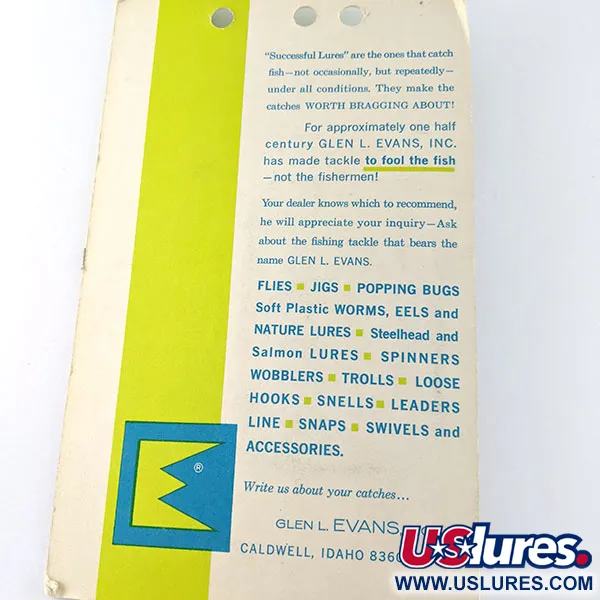 "Successful Lures" are the ones that catch
fish—not occasionally, but repeatedly—
under all conditions. They make the
catches WORTH BRAGGING ABOUT!
For approximately one half
century GLEN L. EVANS, INC.
has made tackle to fool the fish
—not the fishermen!
Your dealer knows which to recommend,
he will appreciate your inquiry—Ask
about the fishing tackle that bears the
name GLEN L. EVANS.
FLIES ■ JIGS ■ POPPING BUGS
Soft Plastic WORMS, EELS and
NATURE LURES ■ Steelhead and
Salmon LURES ■ SPINNERS
WOBBLERS ■ TROLLS ■ LOOSE
HOOKS ■ SNELLS ■ LEADERS
LINE ■ SNAPS ■ SWIVELS and
ACCESSORIES.
®
Write us about your catches...
GLEN L. EVANS
CALDWELL, IDAHO
USlures.
WWW.USLURES.COM